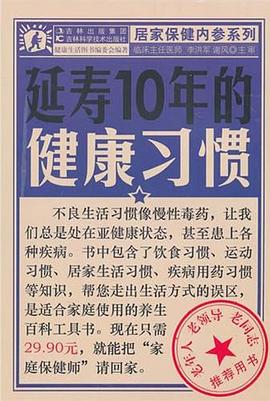 吉林出版集团
吉林科学技术出版社
健康生活图书编委会编著
居家保健内参系列
临床主任医师 李洪军 谢风◎主审
延寿10年的
健康习惯
不良生活习惯像慢性毒药，让我
们总是处在亚健康状态，甚至患上各
种疾病。书中包含了饮食习惯、运动
习惯、居家生活习惯、疾病用药习惯
等知识，帮您走出生活方式的误区，
是适合家庭使用的养生
百科工具书。现在只需
29.90元，就能把“家
庭保健师”请回家。
老年人 老领导 老同志
推荐用书